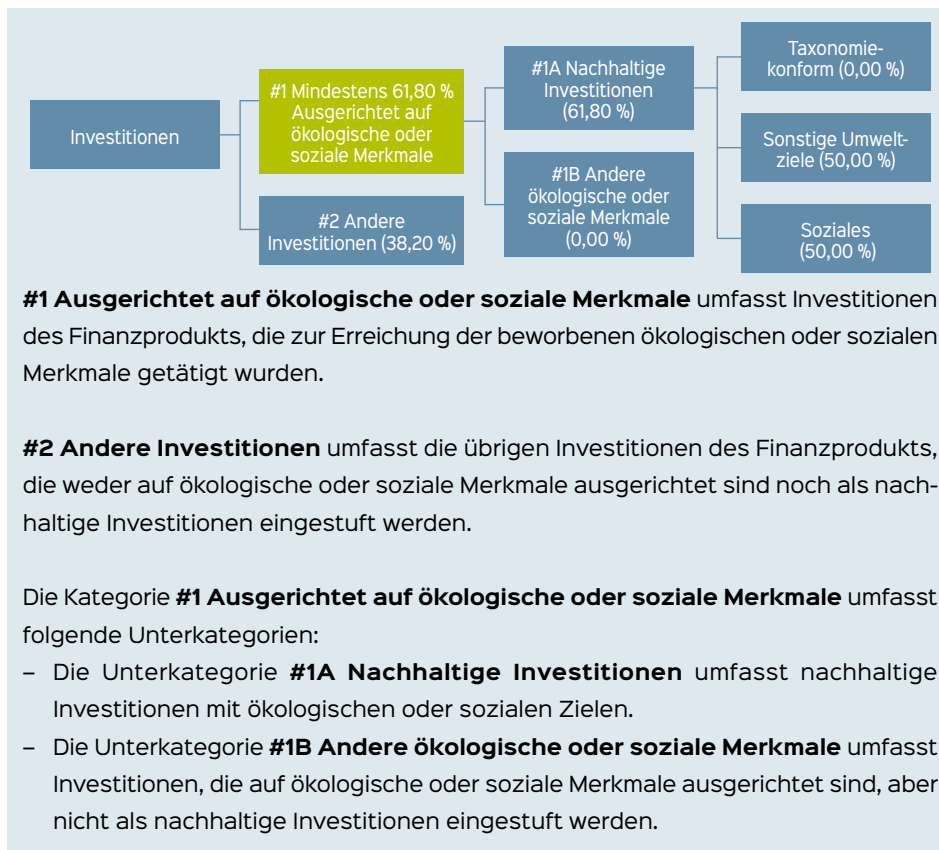 Investitionen
#1 Mindestens 61,80 %
Ausgerichtet auf
ökologische oder
soziale Merkmale
#2 Andere
Investitionen (38,20 %)
#1A Nachhaltige
Investitionen
(61,80 %)
#1B Andere
ökologische oder
soziale Merkmale
(0,00 %)
Taxonomie-
konform (0,00 %)
Sonstige Umwelt-
ziele (50,00 %)
Soziales
(50,00 %)
#1 Ausgerichtet auf ökologische oder soziale Merkmale umfasst Investitionen
des Finanzprodukts, die zur Erreichung der beworbenen ökologischen oder sozialen
Merkmale getätigt wurden.
#2 Andere Investitionen umfasst die übrigen Investitionen des Finanzprodukts,
die weder auf ökologische oder soziale Merkmale ausgerichtet sind noch als nach-
haltige Investitionen eingestuft werden.
Die Kategorie #1 Ausgerichtet auf ökologische oder soziale Merkmale umfasst
folgende Unterkategorien:
– Die Unterkategorie #1A Nachhaltige Investitionen umfasst nachhaltige
Investitionen mit ökologischen oder sozialen Zielen.
– Die Unterkategorie #1B Andere ökologische oder soziale Merkmale umfasst
Investitionen, die auf ökologische oder soziale Merkmale ausgerichtet sind, aber
nicht als nachhaltige Investitionen eingestuft werden.